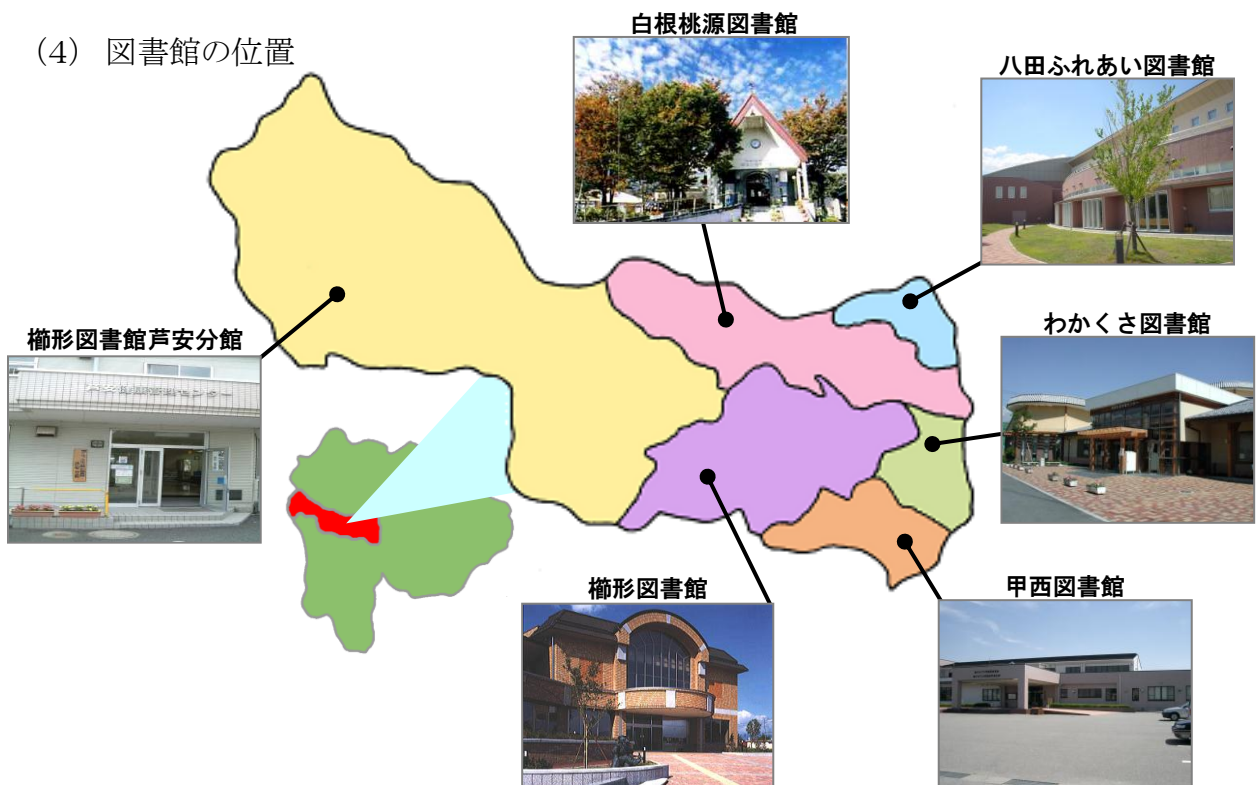 (4) 図書館の位置
白根桃源図書館
八田ふれあい図書館
わかくさ図書館
櫛形図書館芦安分館
櫛形図書館
甲西図書館